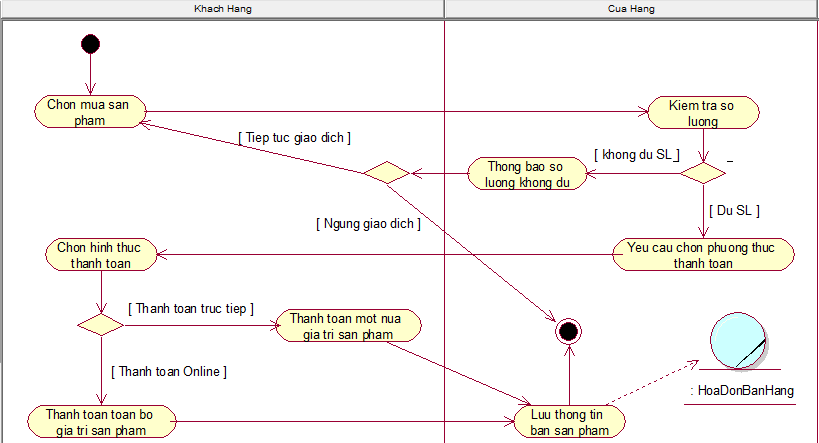 Khach Hang
Cua Hang
Chon mua san
pham
Kiem tra so
luong
[ Tiep tuc giao dich ]
[ khong du SL ]
Thong bao so
luong khong du
[ Du SL ]
[ Ngung giao dich ]
Chon hinh thuc
thanh toan
Yeu cau chon phuong thuc
thanh toan
[ Thanh toan truc tiep ]
Thanh toan mot nua
gia tri san pham
[ Thanh toan Online ]
: HoaDonBanHang
Thanh toan toan bo
gia tri san pham
Luu thong tin
ban san pham